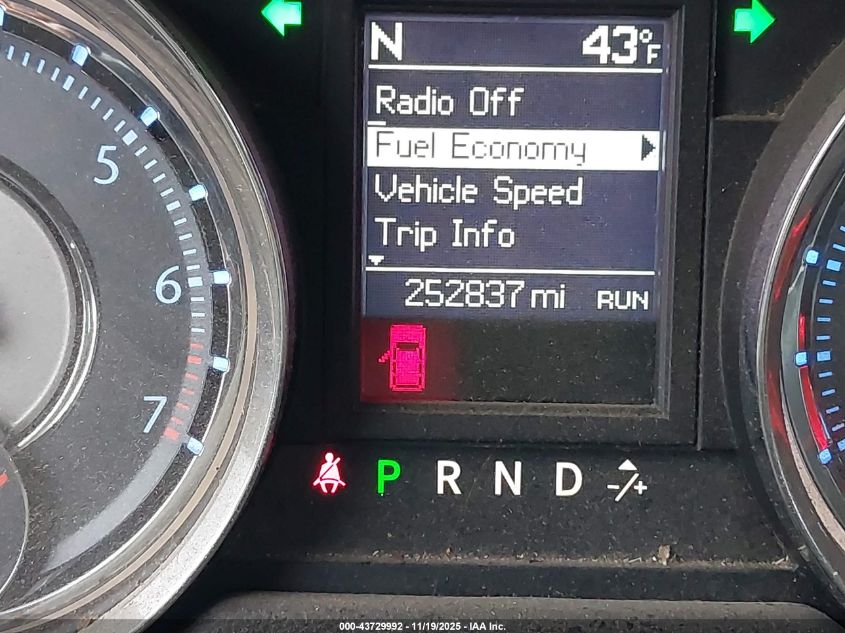 N 43°F
Radio Off
Fuel Economy
Vehicle Speed
Trip Info
252837 mi RUN
5
6
7
P R N D -/+
000-43729992 - 11/19/2025 - IAA Inc.